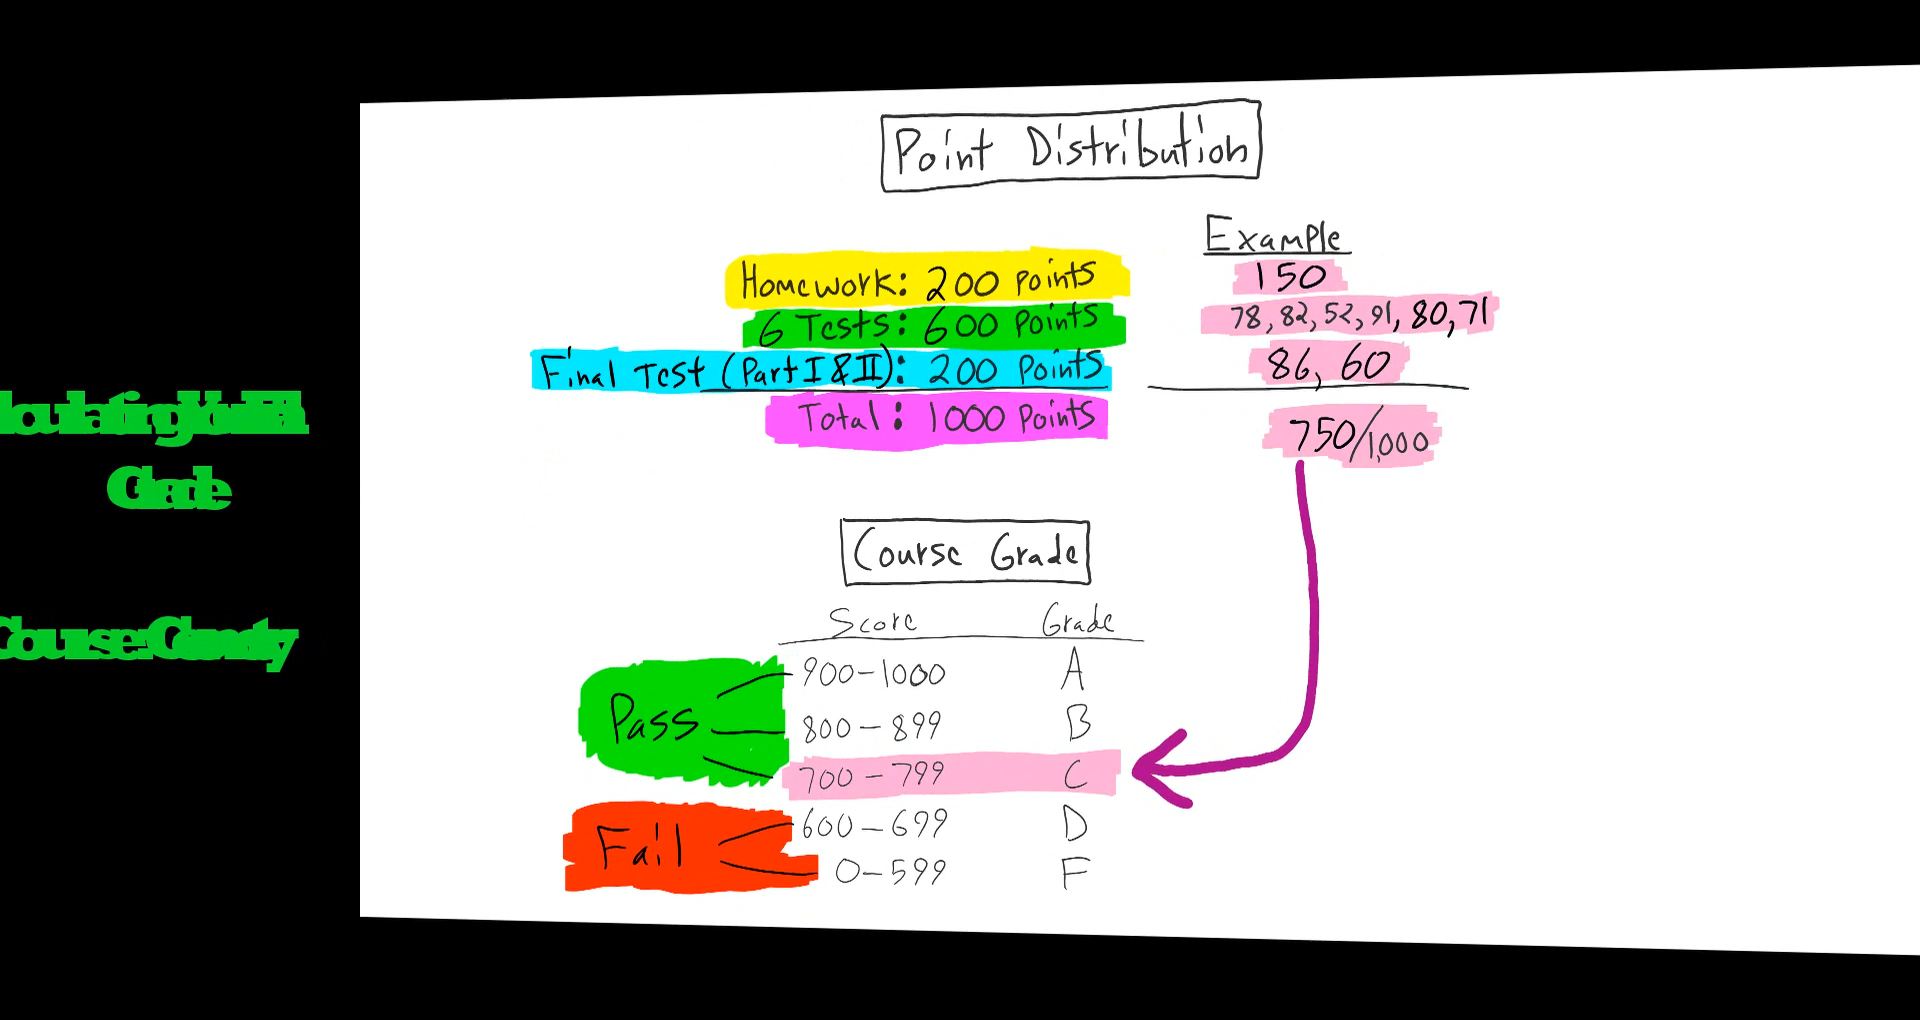 Point Distribution
Example
Homework: 200 Points
150
6 Tests: 600 Points
78, 82, 52, 91, 80, 71
Final Test (Part I & II): 200 Points
86, 60
Total: 1000 Points
750/1,000
Course Grade
Score Grade
Pass
900-1000 A
800-899 B
700-799 C
Fail
600-699 D
0-599 F
Grade